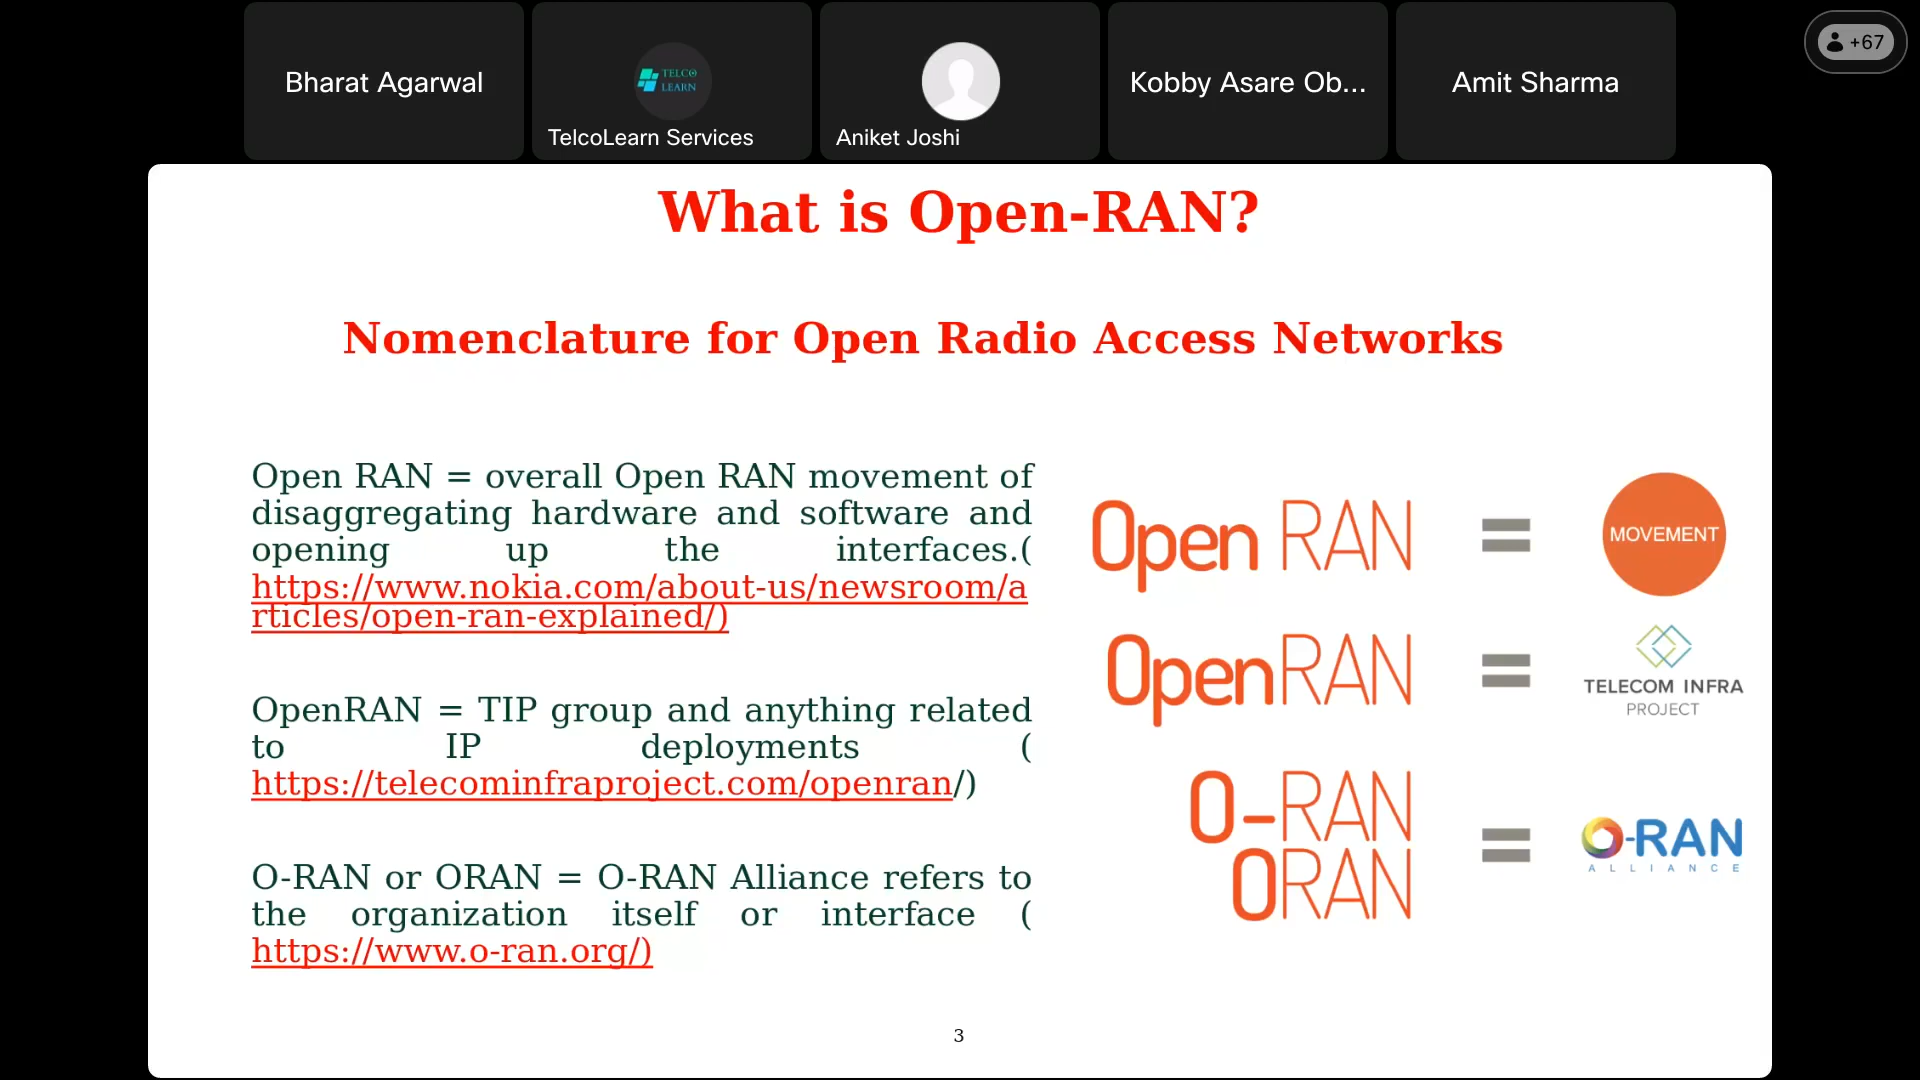 Bharat Agarwal
TELCO
LEARN
TelcoLearn Services
Aniket Joshi
Kobby Asare Ob...
Amit Sharma
+67
What is Open-RAN?
Nomenclature for Open Radio Access Networks
Open RAN = overall Open RAN movement of
disaggregating hardware and software and
opening up the interfaces.(
https://www.nokia.com/about-us/newsroom/a
rticles/open-ran-explained/)
OpenRAN = TIP group and anything related
to IP deployments (
https://telecominfraproject.com/openran/)
O-RAN or ORAN = O-RAN Alliance refers to
the organization itself or interface (
https://www.o-ran.org/)
Open RAN = MOVEMENT
OpenRAN = TELECOM INFRA
PROJECT
O-RAN
ORAN
= O-RAN
ALLIANCE
3